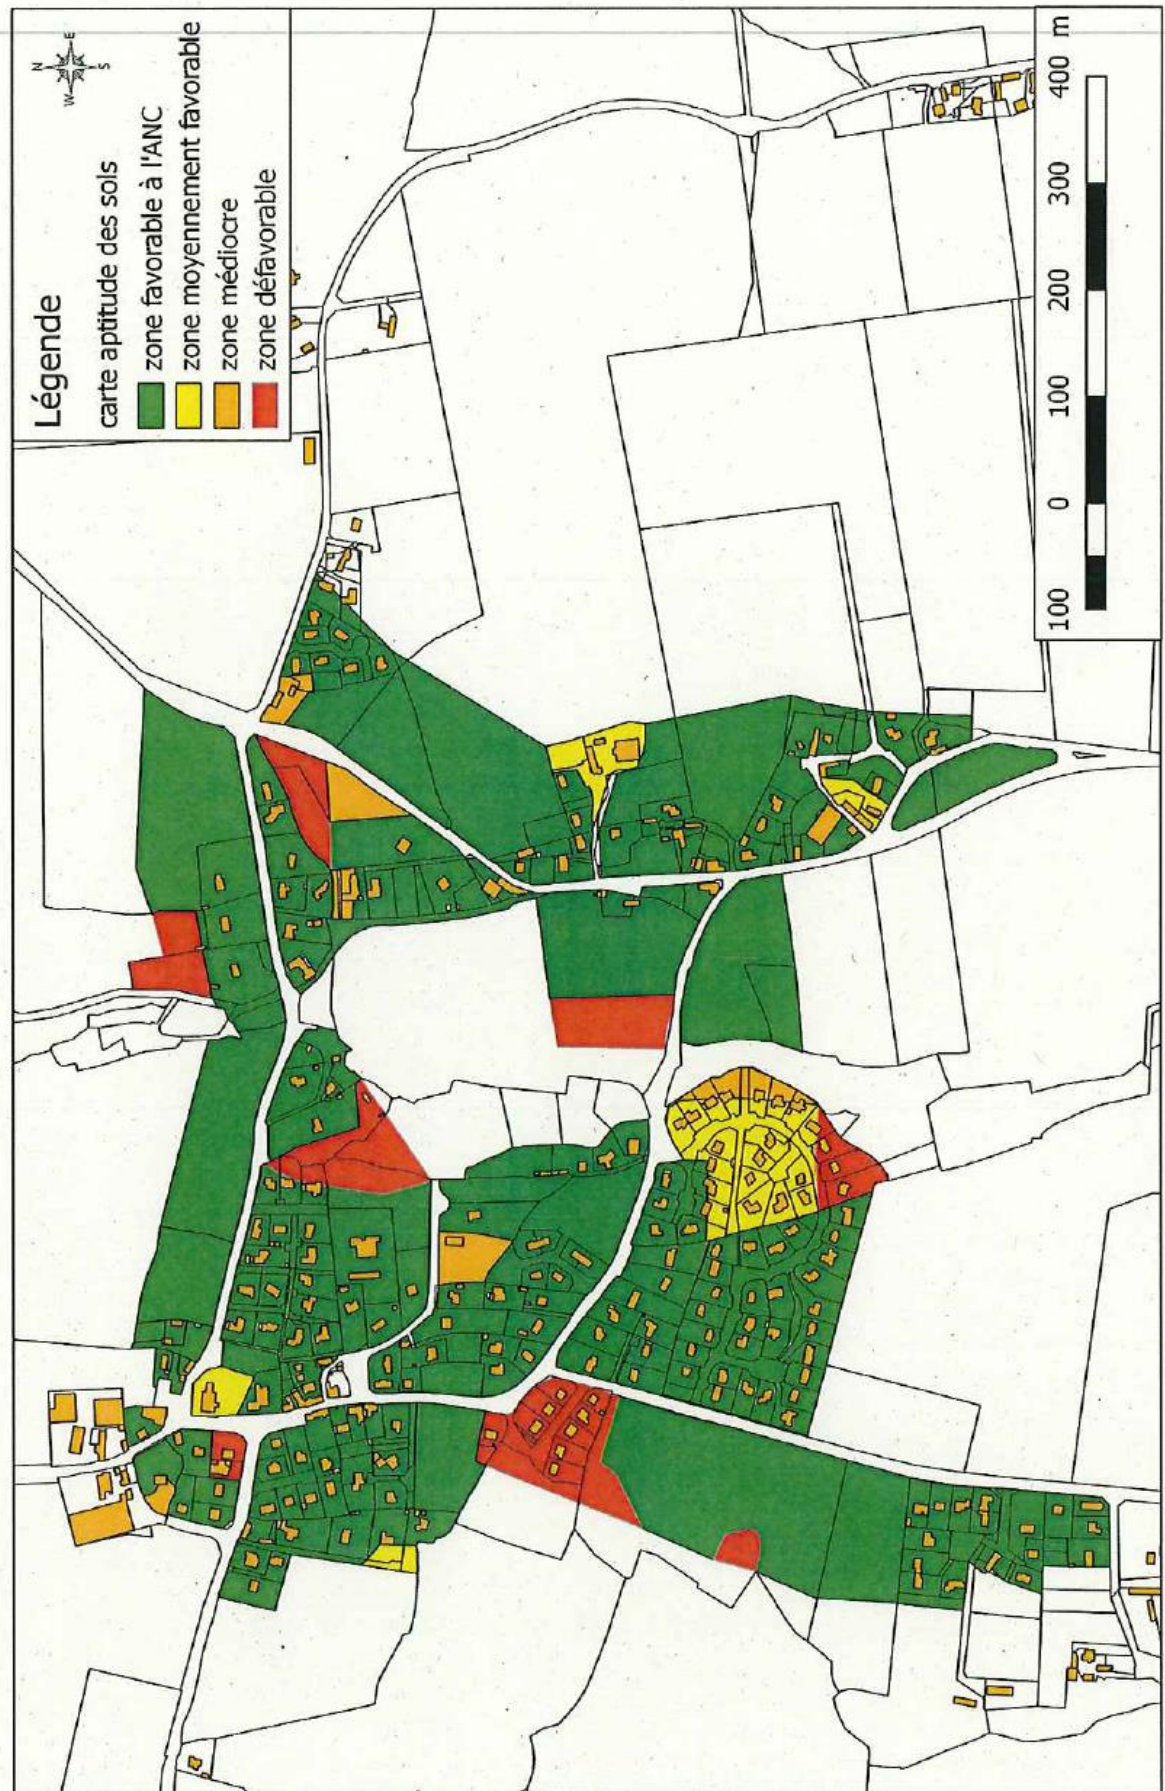 Légende
N
W
E
S
carte aptitude des sols
zone favorable à l'ANC
zone moyennement favorable
zone médiocre
zone défavorable
100 0 100 200 300 400 m